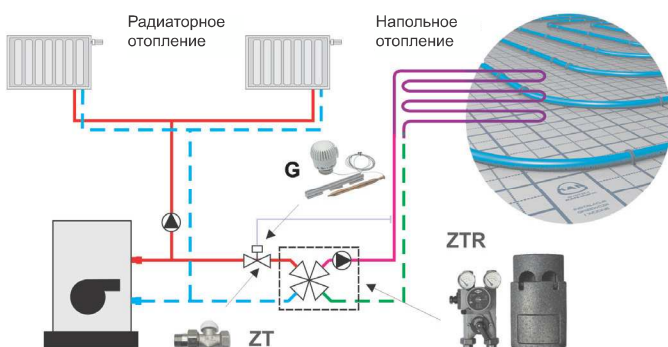 Радиаторное
отопление
Напольное
отопление
G
ZTR
ZT